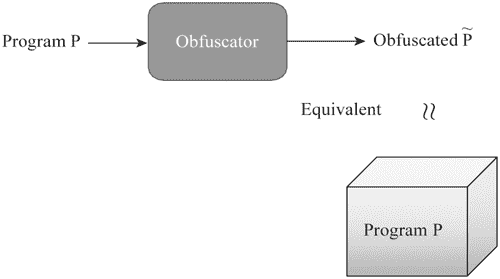 Program P
Obfuscator
Obfuscated P̃
Equivalent ≈
Program P